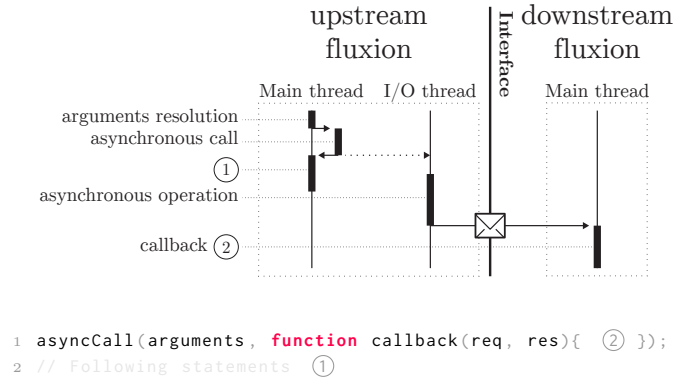 upstream
fluxion
Interface
downstream
fluxion
Main thread
I/O thread
Main thread
arguments resolution
asynchronous call
1
asynchronous operation
callback 2
1 asyncCall(arguments, function callback(req, res){ 2 });
2 // Following statements 1